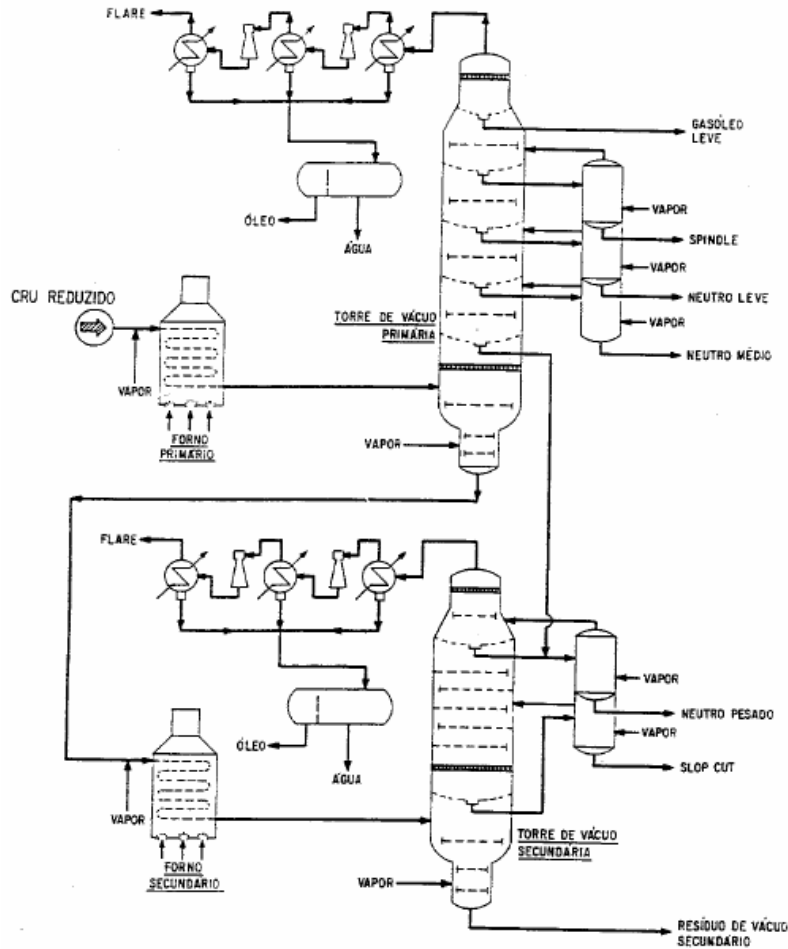 FLARE
GASÓLEO
LEVE
VAPOR
ÓLEO
SPINDLE
ÁGUA
VAPOR
CRU REDUZIDO
NEUTRO LEVE
TORRE DE VÁCUO
PRIMÁRIA
VAPOR
NEUTRO MÉDIO
VAPOR
FORNO
PRIMÁRIO
VAPOR
FLARE
VAPOR
NEUTRO PESADO
ÓLEO
VAPOR
ÁGUA
SLOP CUT
VAPOR
TORRE DE VÁCUO
SECUNDÁRIA
FORNO
SECUNDÁRIO
VAPOR
RESÍDUO DE VÁCUO
SECUNDÁRIO